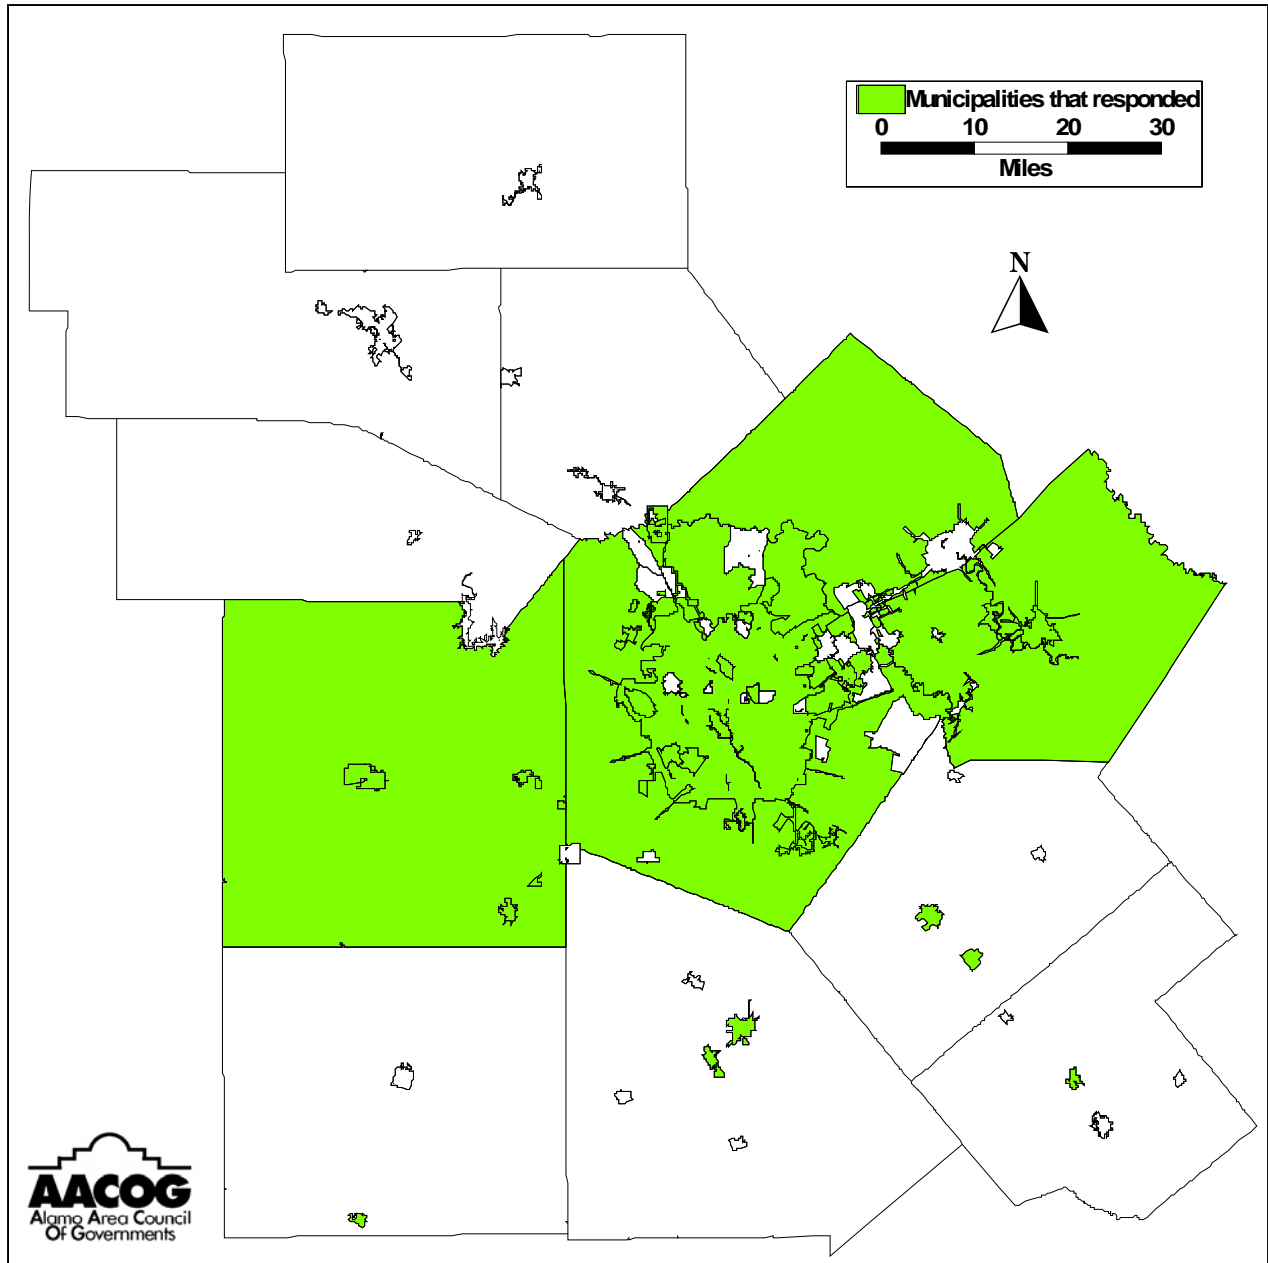 Municipalities that responded
0 10 20 30
Miles
N
AACOG
Alamo Area Council
Of Governments